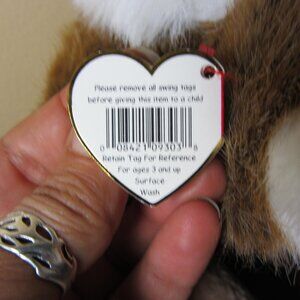 Please remove all swing tags
before giving this item to a child
0 08421 09303 8
Retain Tag For Reference
For ages 3 and up
Surface
Wash